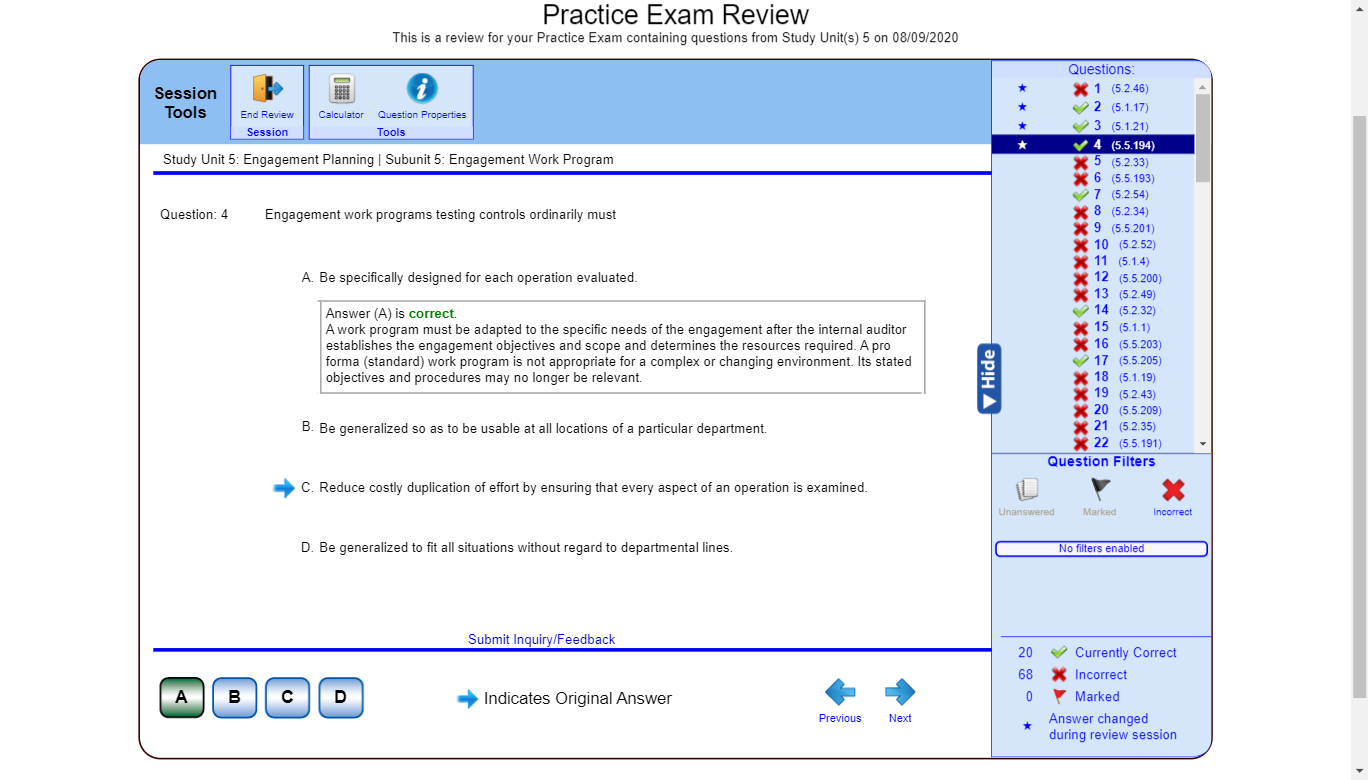 Practice Exam Review
This is a review for your Practice Exam containing questions from Study Unit(s) 5 on 08/09/2020
Session
Tools
End Review
Session
Calculator
Question Properties
Tools
Study Unit 5: Engagement Planning | Subunit 5: Engagement Work Program
Question: 4
Engagement work programs testing controls ordinarily must
A. Be specifically designed for each operation evaluated.
Answer (A) is correct.
A work program must be adapted to the specific needs of the engagement after the internal auditor
establishes the engagement objectives and scope and determines the resources required. A pro
forma (standard) work program is not appropriate for a complex or changing environment. Its stated
objectives and procedures may no longer be relevant.
B. Be generalized so as to be usable at all locations of a particular department.
C. Reduce costly duplication of effort by ensuring that every aspect of an operation is examined.
D. Be generalized to fit all situations without regard to departmental lines.
Submit Inquiry/Feedback
A
B
C
D
Indicates Original Answer
Previous
Next
Hide
Questions:
1 (5.2.46)
2 (5.1.17)
3 (5.1.21)
4 (5.5.194)
5 (5.2.33)
6 (5.5.193)
7 (5.2.54)
8 (5.2.34)
9 (5.5.201)
10 (5.2.52)
11 (5.1.4)
12 (5.5.200)
13 (5.2.49)
14 (5.2.32)
15 (5.1.1)
16 (5.5.203)
17 (5.5.205)
18 (5.1.19)
19 (5.2.43)
20 (5.5.209)
21 (5.2.35)
22 (5.5.191)
Question Filters
Unanswered
Marked
Incorrect
No filters enabled
20 Currently Correct
68 Incorrect
0 Marked
Answer changed
during review session